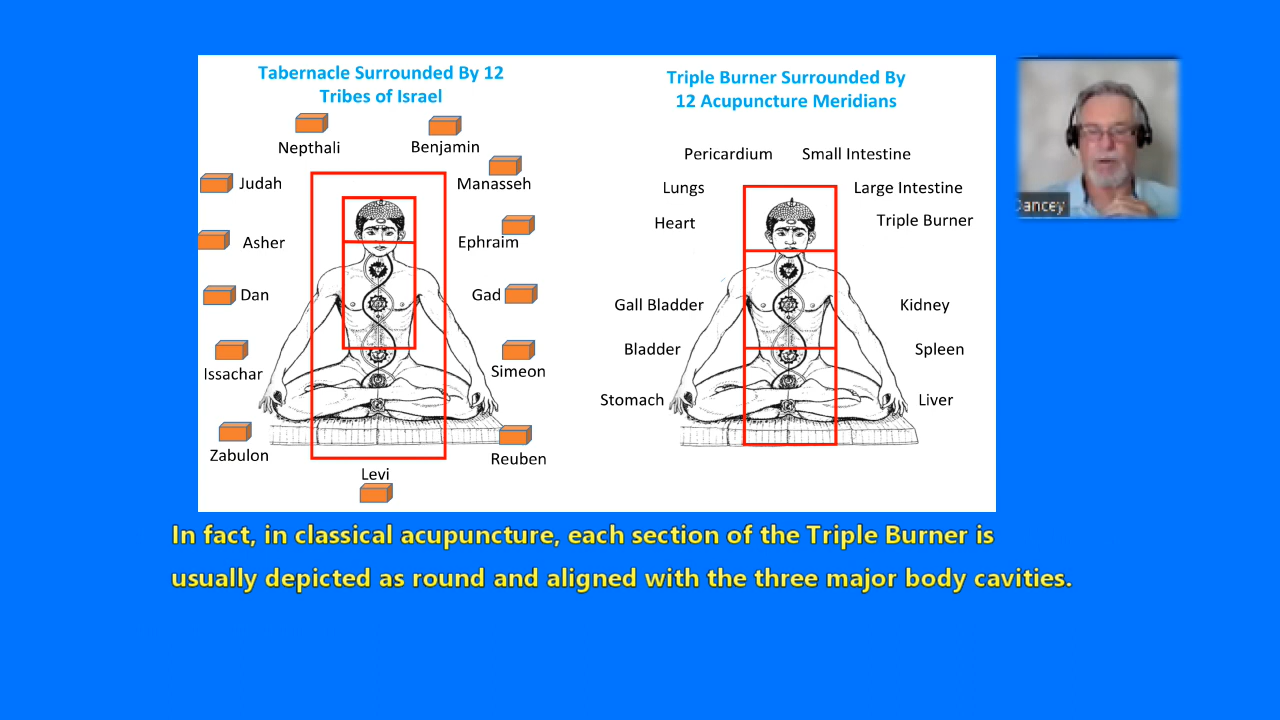 Tabernacle Surrounded By 12
Tribes of Israel
Nepthali
Benjamin
Judah
Manasseh
Asher
Ephraim
Dan
Gad
Issachar
Simeon
Zabulon
Reuben
Levi
Triple Burner Surrounded By
12 Acupuncture Meridians
Pericardium
Small Intestine
Lungs
Large Intestine
Heart
Triple Burner
Gall Bladder
Kidney
Bladder
Spleen
Stomach
Liver
Dancey
In fact, in classical acupuncture, each section of the Triple Burner is
usually depicted as round and aligned with the three major body cavities.